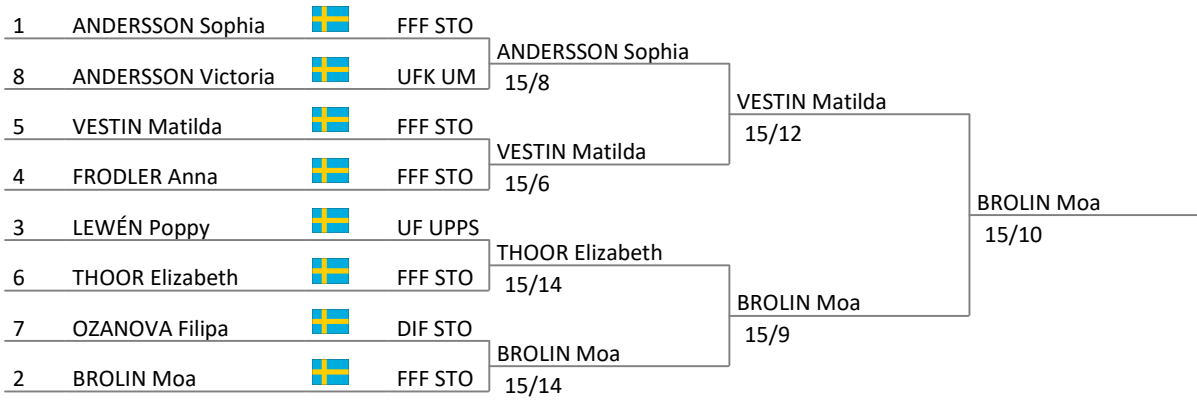 1 ANDERSSON Sophia FFF STO
ANDERSSON Sophia
8 ANDERSSON Victoria UFK UM 15/8
VESTIN Matilda
5 VESTIN Matilda FFF STO 15/12
VESTIN Matilda
4 FRODLER Anna FFF STO 15/6
BROLIN Moa
3 LEWÉN Poppy UF UPPS 15/10
THOOR Elizabeth
6 THOOR Elizabeth FFF STO 15/14
BROLIN Moa
7 OZANOVA Filipa DIF STO 15/9
BROLIN Moa
2 BROLIN Moa FFF STO 15/14